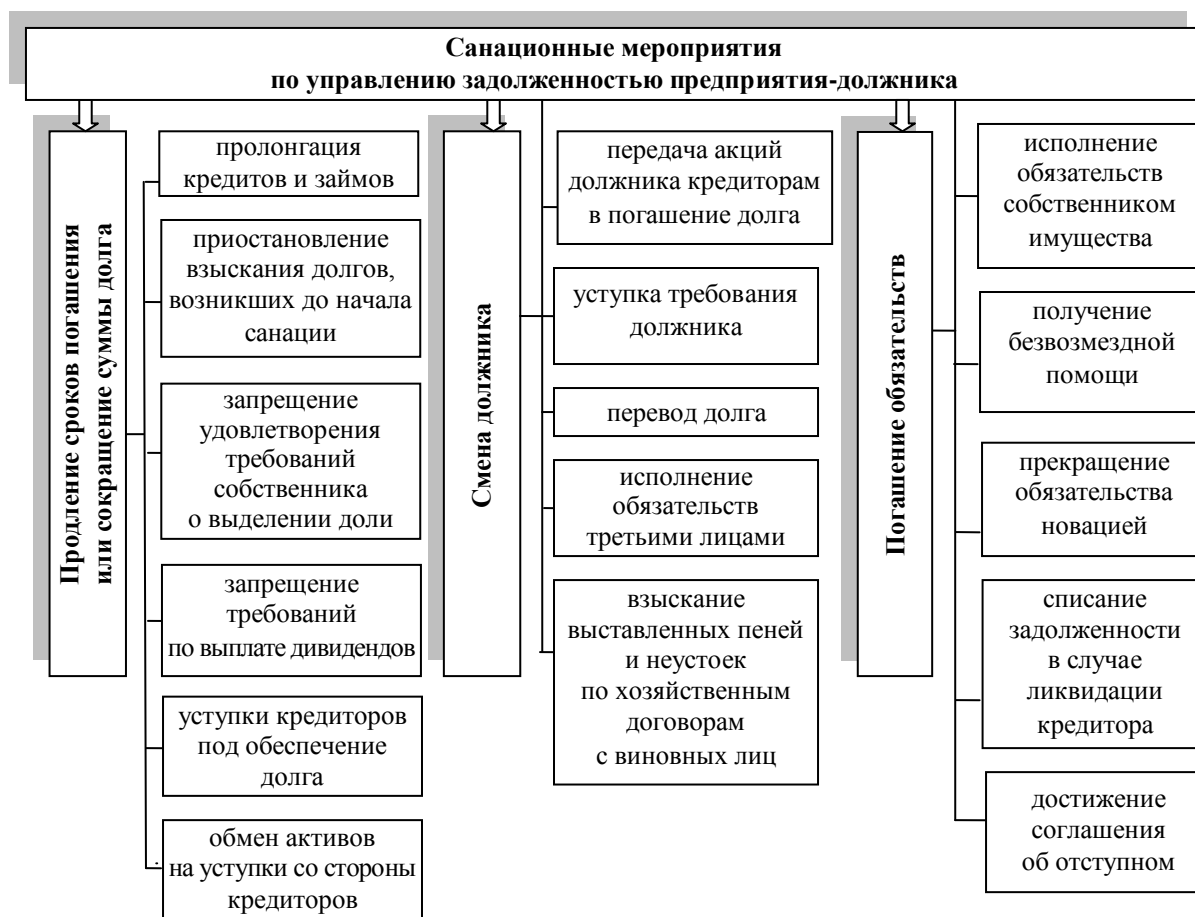 Санационные мероприятия
по управлению задолженностью предприятия-должника
Продление сроков погашения
или сокращение суммы долга
пролонгация
кредитов и займов
приостановление
взыскания долгов,
возникших до начала
санации
запрещение
удовлетворения
требований
собственника
о выделении доли
запрещение
требований
по выплате дивидендов
уступки кредиторов
под обеспечение
долга
обмен активов
на уступки со стороны
кредиторов
Смена должника
передача акций
должника кредиторам
в погашение долга
уступка требования
должника
перевод долга
исполнение
обязательств
третьими лицами
взыскание
выставленных пеней
и неустоек
по хозяйственным
договорам
с виновных лиц
Погашение обязательств
исполнение
обязательств
собственником
имущества
получение
безвозмездной
помощи
прекращение
обязательства
новацией
списание
задолженности
в случае
ликвидации
кредитора
достижение
соглашения
об отступном